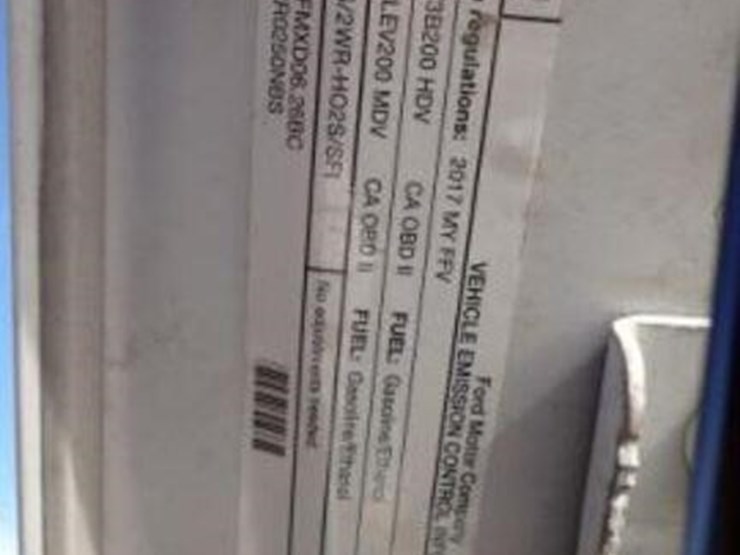 Ford Motor Company
VEHICLE EMISSION CONTROL
regulations: 2017 MY FFV
3B200 HDV CA OBD II FUEL: Gasoline/Ethanol
LEV200 MDV CA OBD II FUEL: Gasoline/Ethanol
/2WR-HO2S/SFI No adjustments needed
FMXD06.26BC